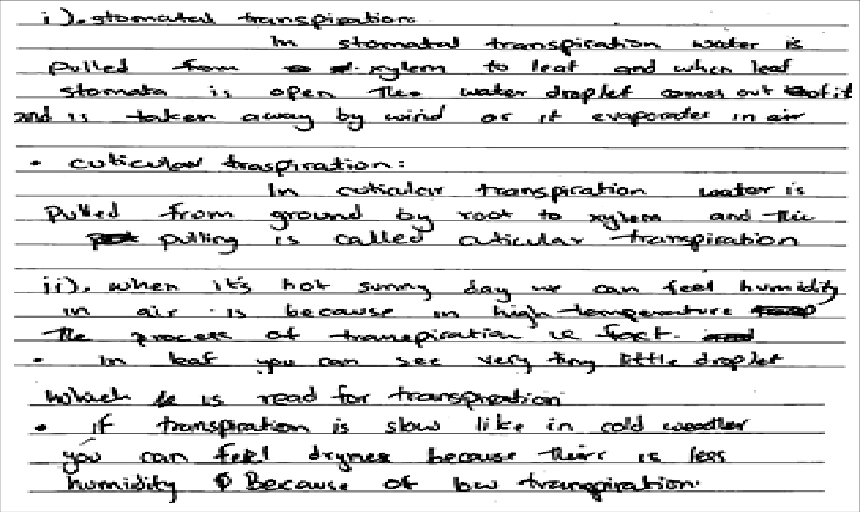 i). stomatal transpiration:
In stomatal transpiration water is
pulled from xylem to leaf and when leaf
stomata is open the water droplet comes out of it
and is taken away by wind or it evaporates in air
• cuticular traspiration:
In cuticular transpiration water is
pulled from ground by root to xylem and this
pulling is called cuticular transpiration
ii). when it's hot sunny day we can feel humidity
in air is because in high temperature
the process of transpiration is fast.
• In leaf you can see very tiny little droplet
which is read for transpiration
• if transpiration is slow like in cold weather
you can feel drynes because their is less
humidity Because of low transpiration.